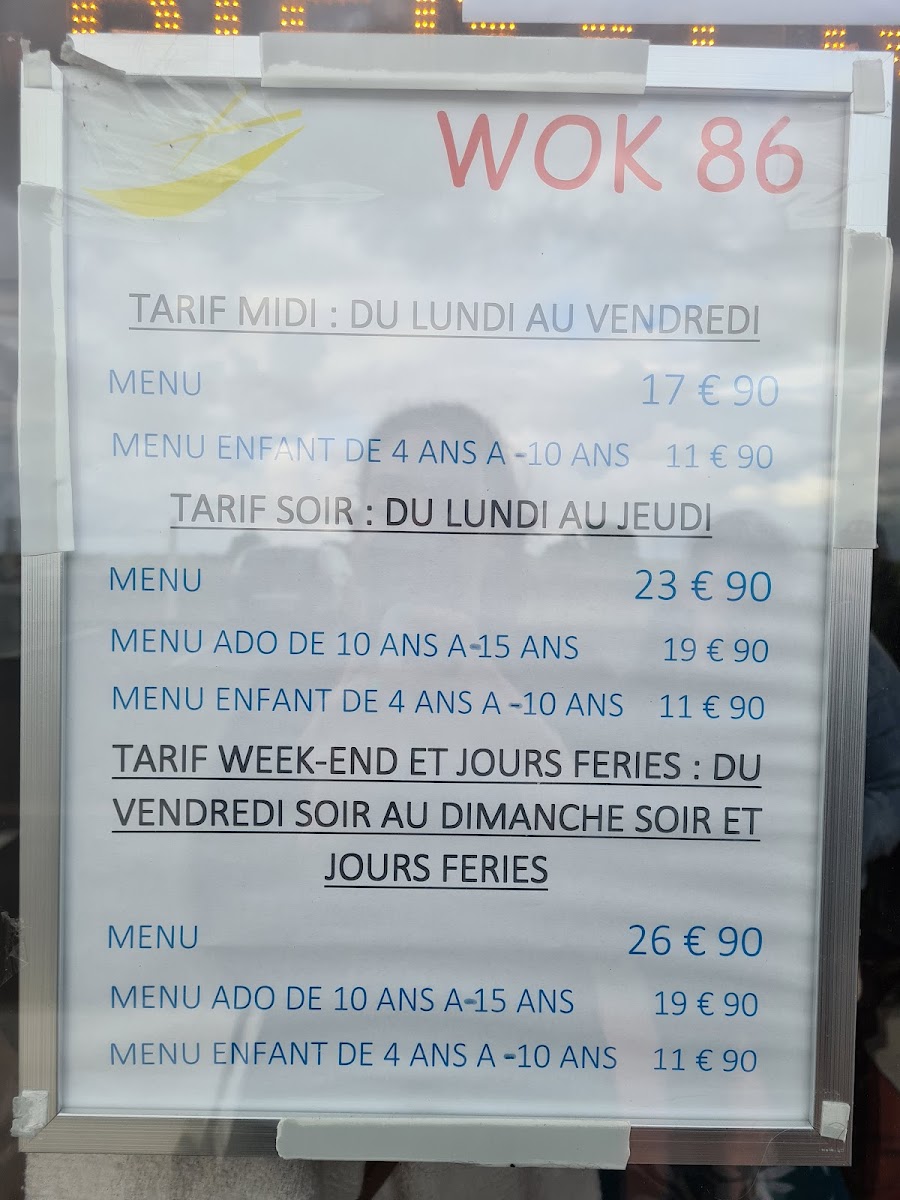 WOK 86
TARIF MIDI : DU LUNDI AU VENDREDI
MENU 17 € 90
MENU ENFANT DE 4 ANS A -10 ANS 11 € 90
TARIF SOIR : DU LUNDI AU JEUDI
MENU 23 € 90
MENU ADO DE 10 ANS A-15 ANS 19 € 90
MENU ENFANT DE 4 ANS A -10 ANS 11 € 90
TARIF WEEK-END ET JOURS FERIES : DU
VENDREDI SOIR AU DIMANCHE SOIR ET
JOURS FERIES
MENU 26 € 90
MENU ADO DE 10 ANS A-15 ANS 19 € 90
MENU ENFANT DE 4 ANS A -10 ANS 11 € 90